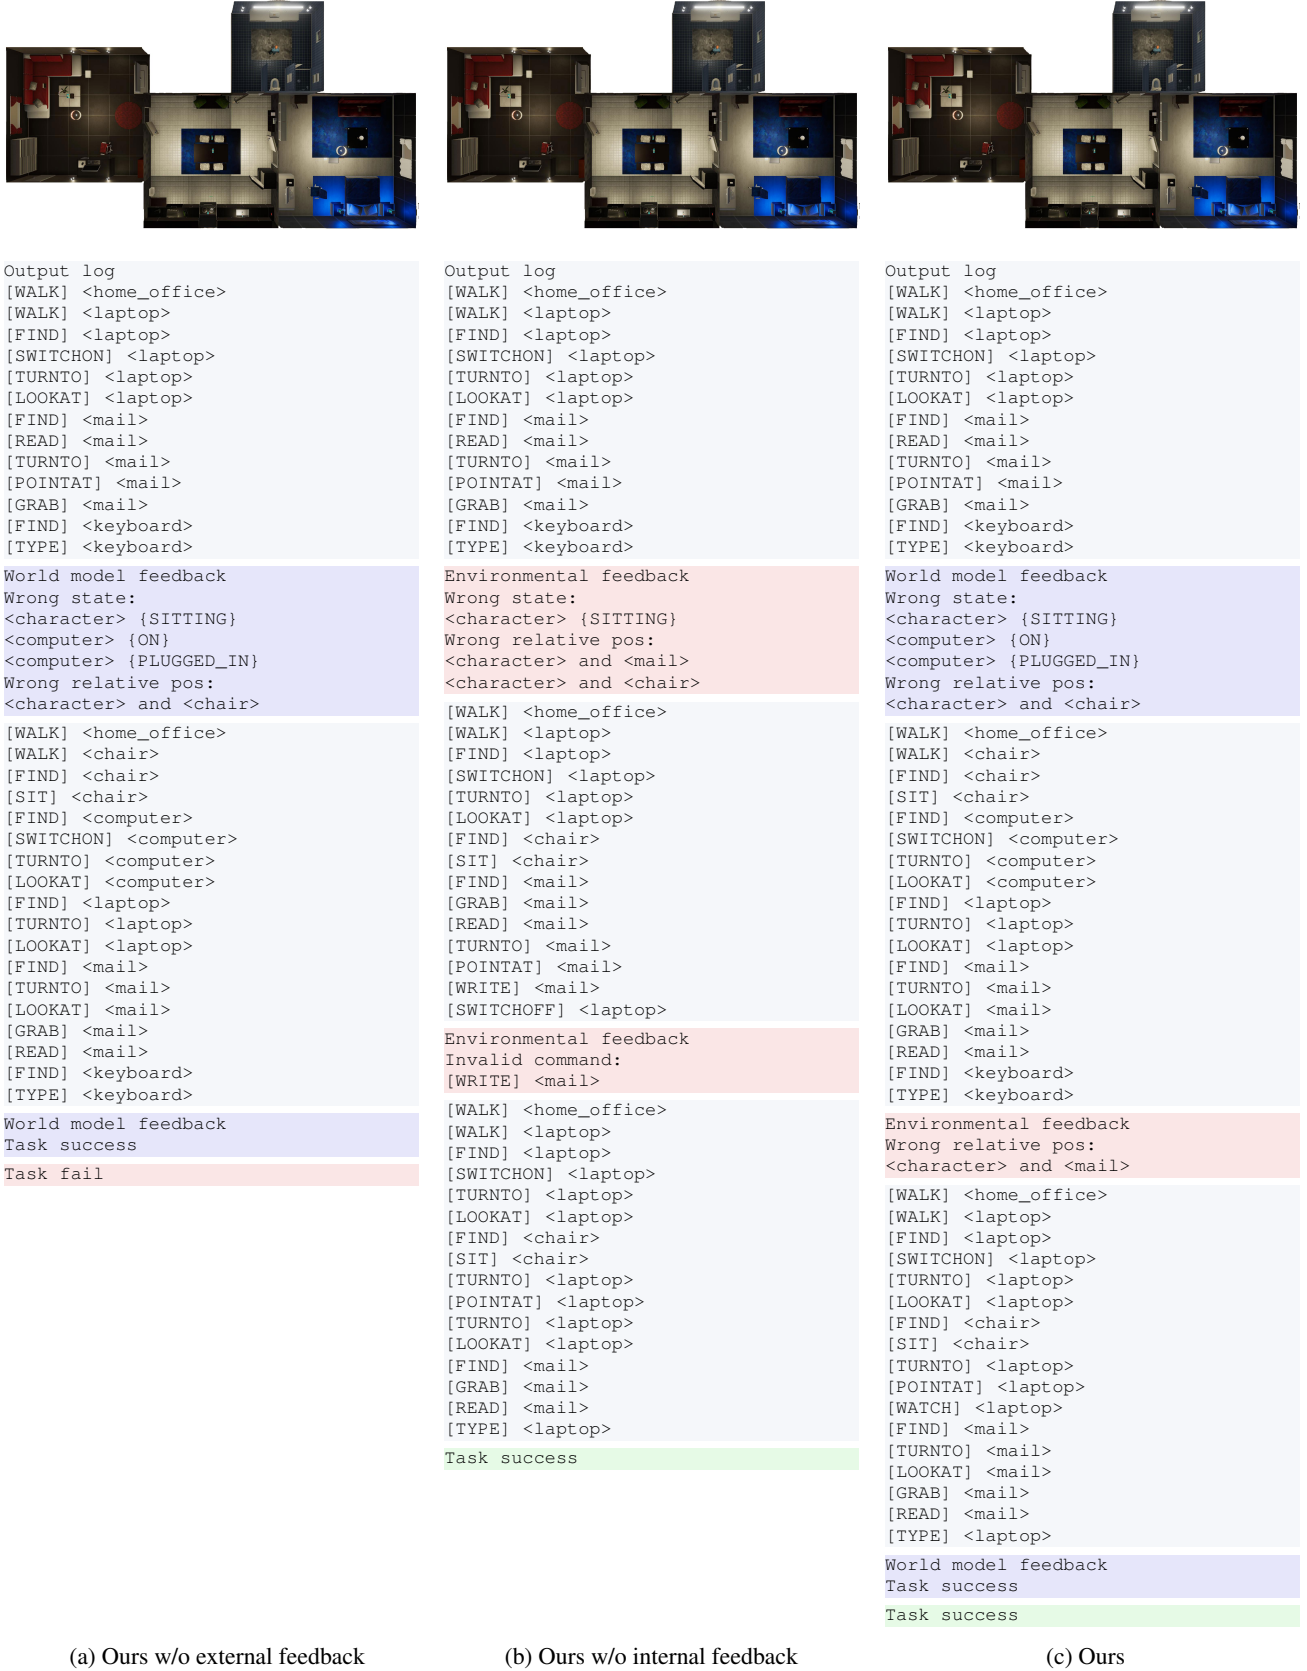 Output log
[WALK] <home_office>
[WALK] <laptop>
[FIND] <laptop>
[SWITCHON] <laptop>
[TURNTO] <laptop>
[LOOKAT] <laptop>
[FIND] <mail>
[READ] <mail>
[TURNTO] <mail>
[POINTAT] <mail>
[GRAB] <mail>
[FIND] <keyboard>
[TYPE] <keyboard>
World model feedback
Wrong state:
<character> {SITTING}
<computer> {ON}
<computer> {PLUGGED_IN}
Wrong relative pos:
<character> and <chair>
[WALK] <home_office>
[WALK] <chair>
[FIND] <chair>
[SIT] <chair>
[FIND] <computer>
[SWITCHON] <computer>
[TURNTO] <computer>
[LOOKAT] <computer>
[FIND] <laptop>
[TURNTO] <laptop>
[LOOKAT] <laptop>
[FIND] <mail>
[TURNTO] <mail>
[LOOKAT] <mail>
[GRAB] <mail>
[READ] <mail>
[FIND] <keyboard>
[TYPE] <keyboard>
World model feedback
Task success
Task fail
(a) Ours w/o external feedback
Output log
[WALK] <home_office>
[WALK] <laptop>
[FIND] <laptop>
[SWITCHON] <laptop>
[TURNTO] <laptop>
[LOOKAT] <laptop>
[FIND] <mail>
[READ] <mail>
[TURNTO] <mail>
[POINTAT] <mail>
[GRAB] <mail>
[FIND] <keyboard>
[TYPE] <keyboard>
Environmental feedback
Wrong state:
<character> {SITTING}
Wrong relative pos:
<character> and <mail>
<character> and <chair>
[WALK] <home_office>
[WALK] <laptop>
[FIND] <laptop>
[SWITCHON] <laptop>
[TURNTO] <laptop>
[LOOKAT] <laptop>
[FIND] <chair>
[SIT] <chair>
[FIND] <mail>
[GRAB] <mail>
[READ] <mail>
[TURNTO] <mail>
[POINTAT] <mail>
[WRITE] <mail>
[SWITCHOFF] <laptop>
Environmental feedback
Invalid command:
[WRITE] <mail>
[WALK] <home_office>
[WALK] <laptop>
[FIND] <laptop>
[SWITCHON] <laptop>
[TURNTO] <laptop>
[LOOKAT] <laptop>
[FIND] <chair>
[SIT] <chair>
[TURNTO] <laptop>
[POINTAT] <laptop>
[TURNTO] <laptop>
[LOOKAT] <laptop>
[FIND] <mail>
[GRAB] <mail>
[READ] <mail>
[TYPE] <laptop>
Task success
(b) Ours w/o internal feedback
Output log
[WALK] <home_office>
[WALK] <laptop>
[FIND] <laptop>
[SWITCHON] <laptop>
[TURNTO] <laptop>
[LOOKAT] <laptop>
[FIND] <mail>
[READ] <mail>
[TURNTO] <mail>
[POINTAT] <mail>
[GRAB] <mail>
[FIND] <keyboard>
[TYPE] <keyboard>
World model feedback
Wrong state:
<character> {SITTING}
<computer> {ON}
<computer> {PLUGGED_IN}
Wrong relative pos:
<character> and <chair>
[WALK] <home_office>
[WALK] <chair>
[FIND] <chair>
[SIT] <chair>
[FIND] <computer>
[SWITCHON] <computer>
[TURNTO] <computer>
[LOOKAT] <computer>
[FIND] <laptop>
[TURNTO] <laptop>
[LOOKAT] <laptop>
[FIND] <mail>
[TURNTO] <mail>
[LOOKAT] <mail>
[GRAB] <mail>
[READ] <mail>
[FIND] <keyboard>
[TYPE] <keyboard>
Environmental feedback
Wrong relative pos:
<character> and <mail>
[WALK] <home_office>
[WALK] <laptop>
[FIND] <laptop>
[SWITCHON] <laptop>
[TURNTO] <laptop>
[LOOKAT] <laptop>
[FIND] <chair>
[SIT] <chair>
[TURNTO] <laptop>
[POINTAT] <laptop>
[WATCH] <laptop>
[FIND] <mail>
[TURNTO] <mail>
[LOOKAT] <mail>
[GRAB] <mail>
[READ] <mail>
[TYPE] <laptop>
World model feedback
Task success
Task success
(c) Ours